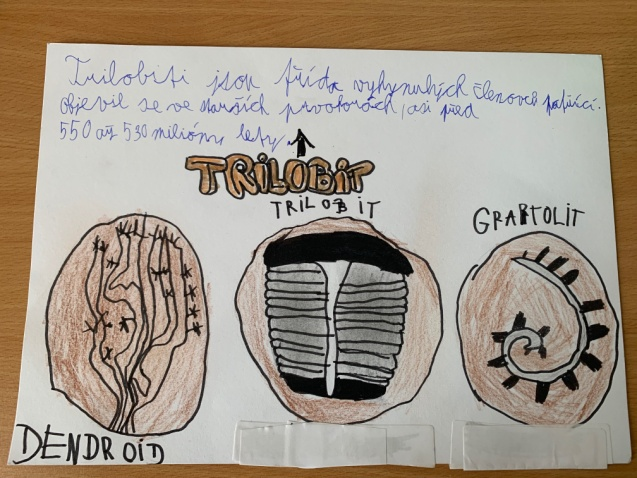 Trilobiti jsou třída vyhynulých členovců patřící.
Objevil se ve starších prvohorách, asi před
550 až 530 milióny lety
TRILOBIT
TRILOBIT
GRAPTOLIT
DENDROID